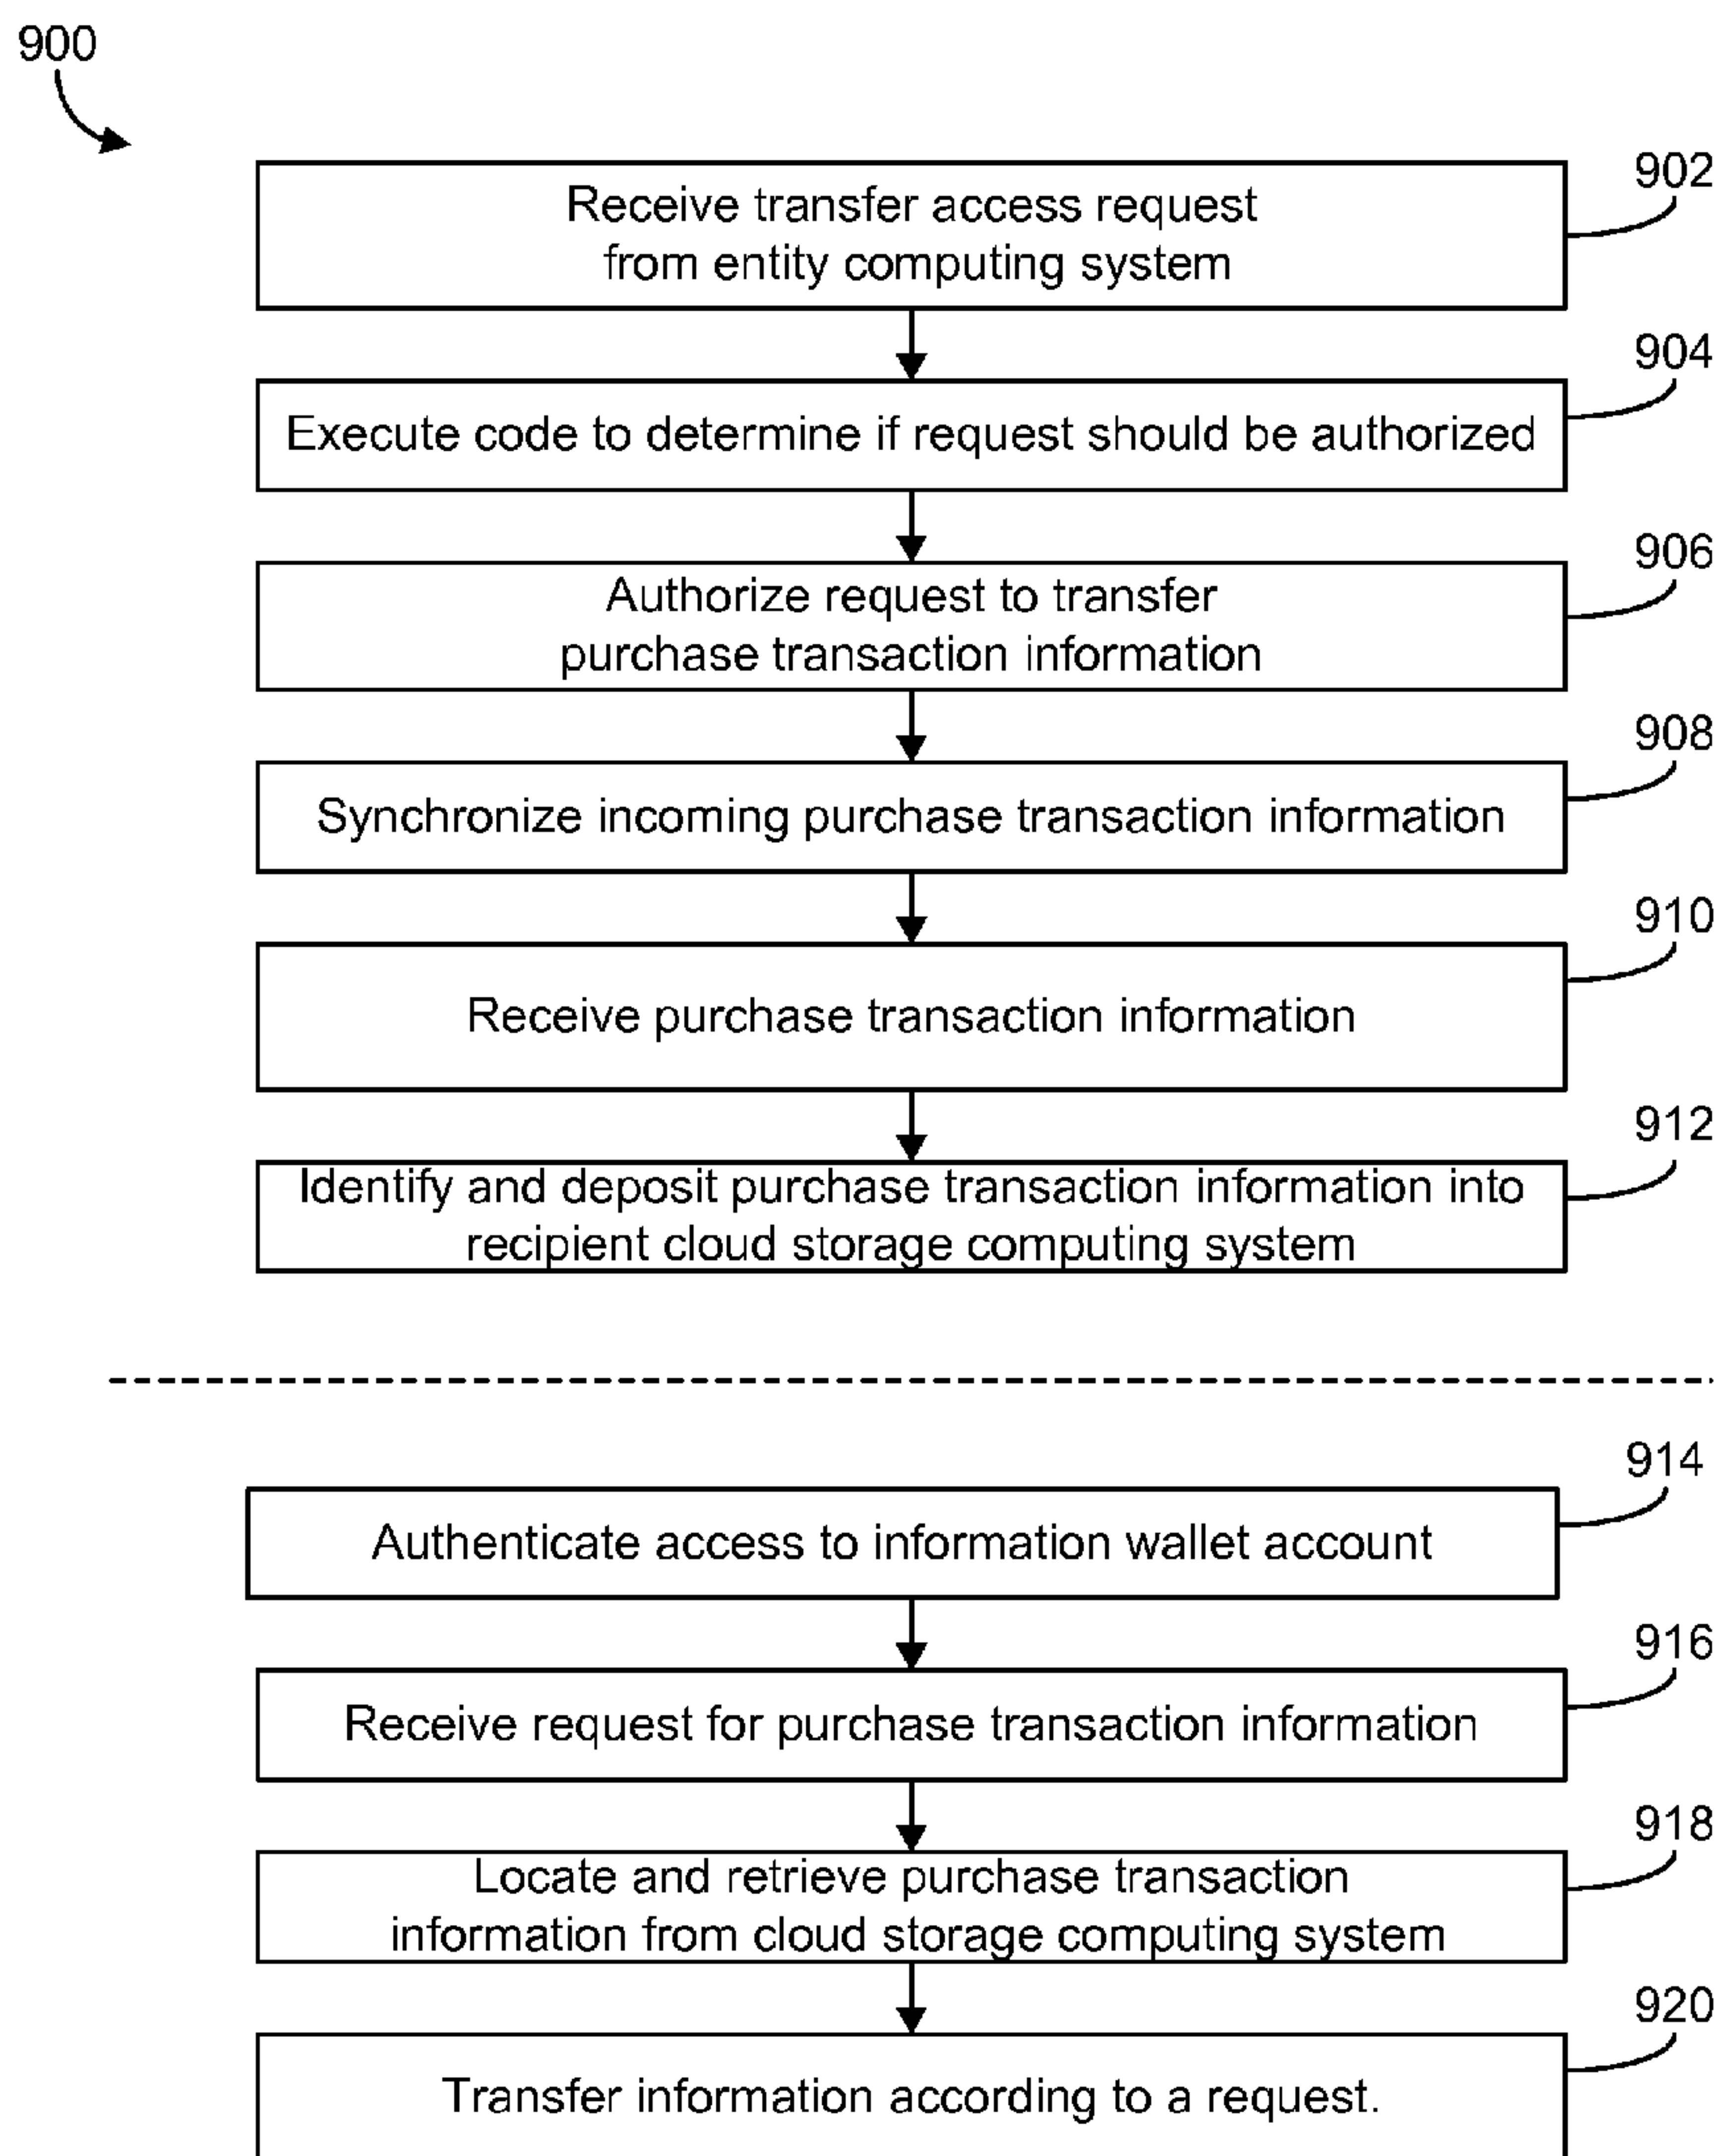 900
902
Receive transfer access request
from entity computing system
904
Execute code to determine if request should be authorized
906
Authorize request to transfer
purchase transaction information
908
Synchronize incoming purchase transaction information
910
Receive purchase transaction information
912
Identify and deposit purchase transaction information into
recipient cloud storage computing system
914
Authenticate access to information wallet account
916
Receive request for purchase transaction information
918
Locate and retrieve purchase transaction
information from cloud storage computing system
920
Transfer information according to a request.